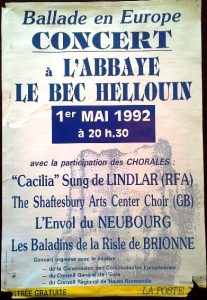 Ballade en Europe
CONCERT
à L'ABBAYE
LE BEC HELLOUIN
1er MAI 1992
à 20 h.30
avec la participation des CHORALES :
"Cacilia" Sung de LINDLAR (RFA)
The Shaftesbury Arts Center Choir (GB)
L'Envol du NEUBOURG
Les Baladins de la Risle de BRIONNE
Concert organisé avec le soutien
- de la Commission des Communautés Européennes
- du Conseil Général de l'Eure
- du Conseil Régional de Haute-Normandie
ENTRÉE GRATUITE
LA POSTE